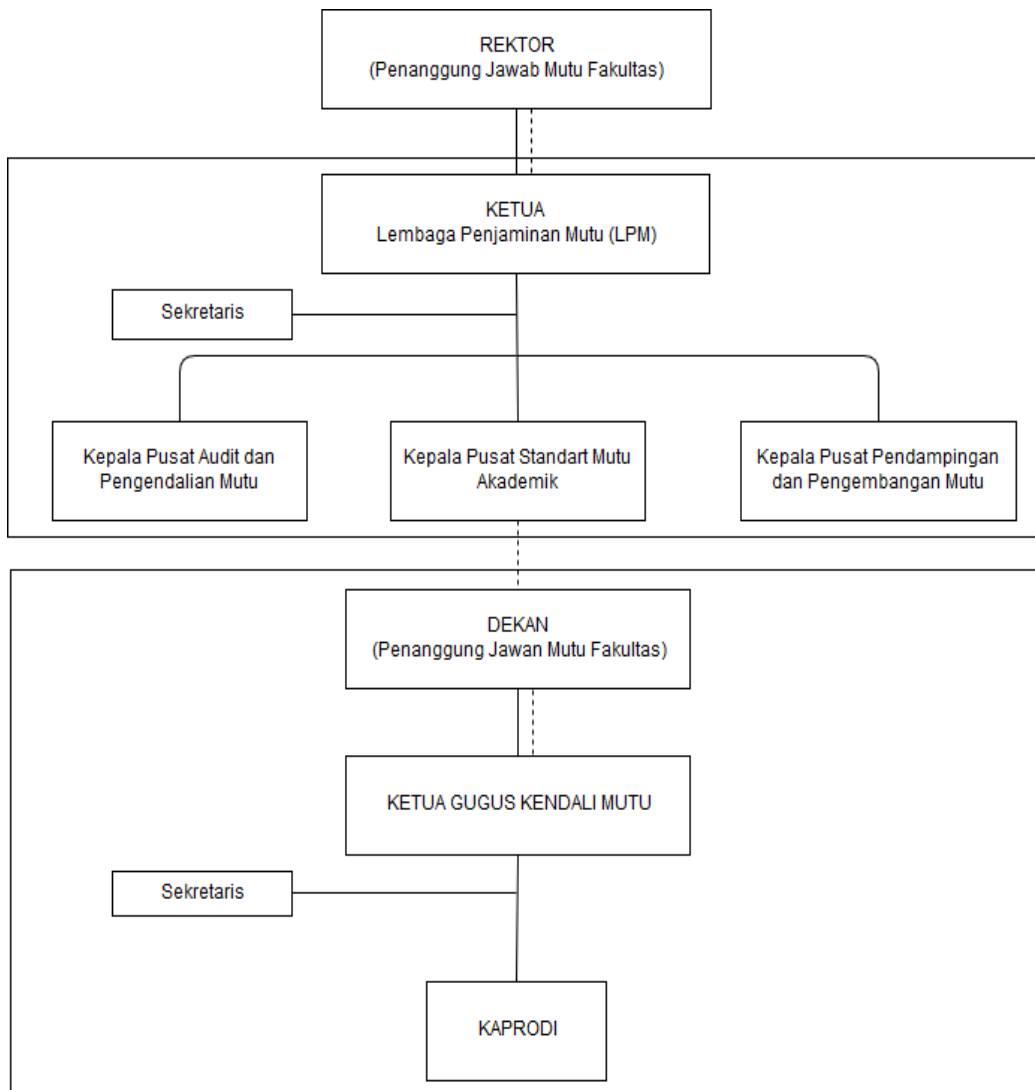 REKTOR
(Penanggung Jawab Mutu Fakultas)
KETUA
Lembaga Penjaminan Mutu (LPM)
Sekretaris
Kepala Pusat Audit dan
Pengendalian Mutu
Kepala Pusat Standart Mutu
Akademik
Kepala Pusat Pendampingan
dan Pengembangan Mutu
DEKAN
(Penanggung Jawan Mutu Fakultas)
KETUA GUGUS KENDALI MUTU
Sekretaris
KAPRODI